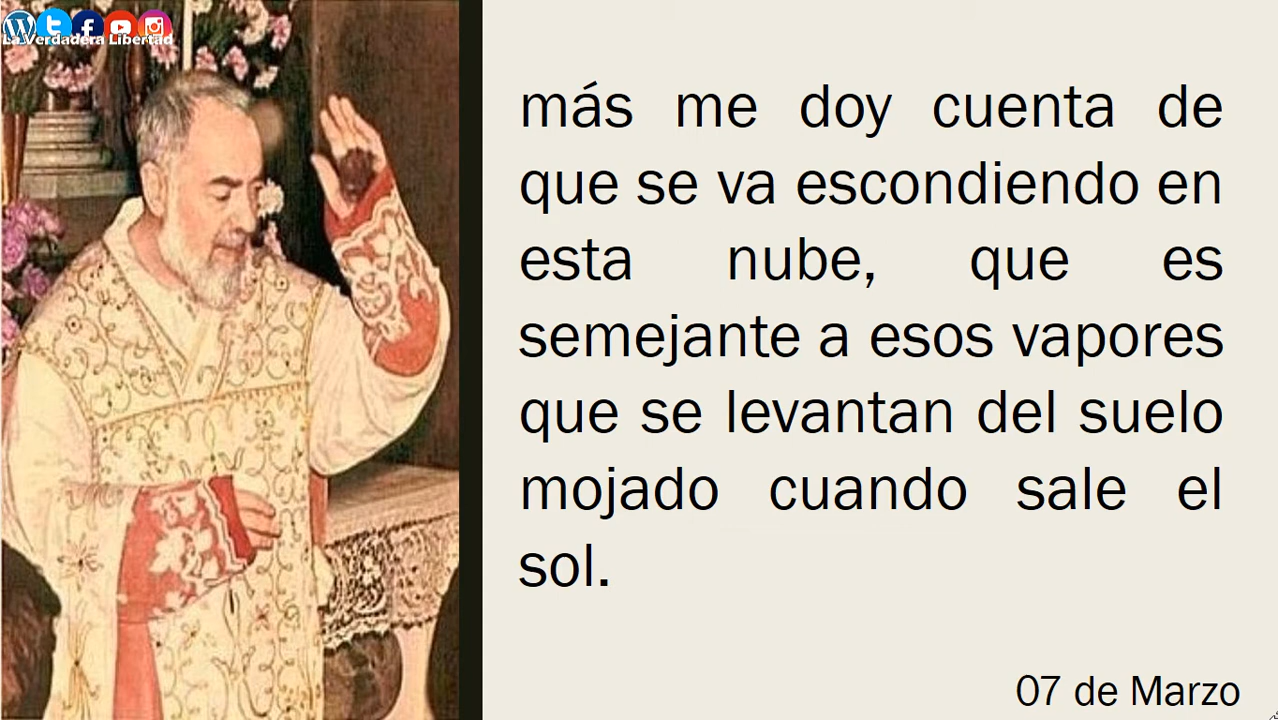 La Verdadera Libertad
más me doy cuenta de
que se va escondiendo en
esta nube, que es
semejante a esos vapores
que se levantan del suelo
mojado cuando sale el
sol.
07 de Marzo